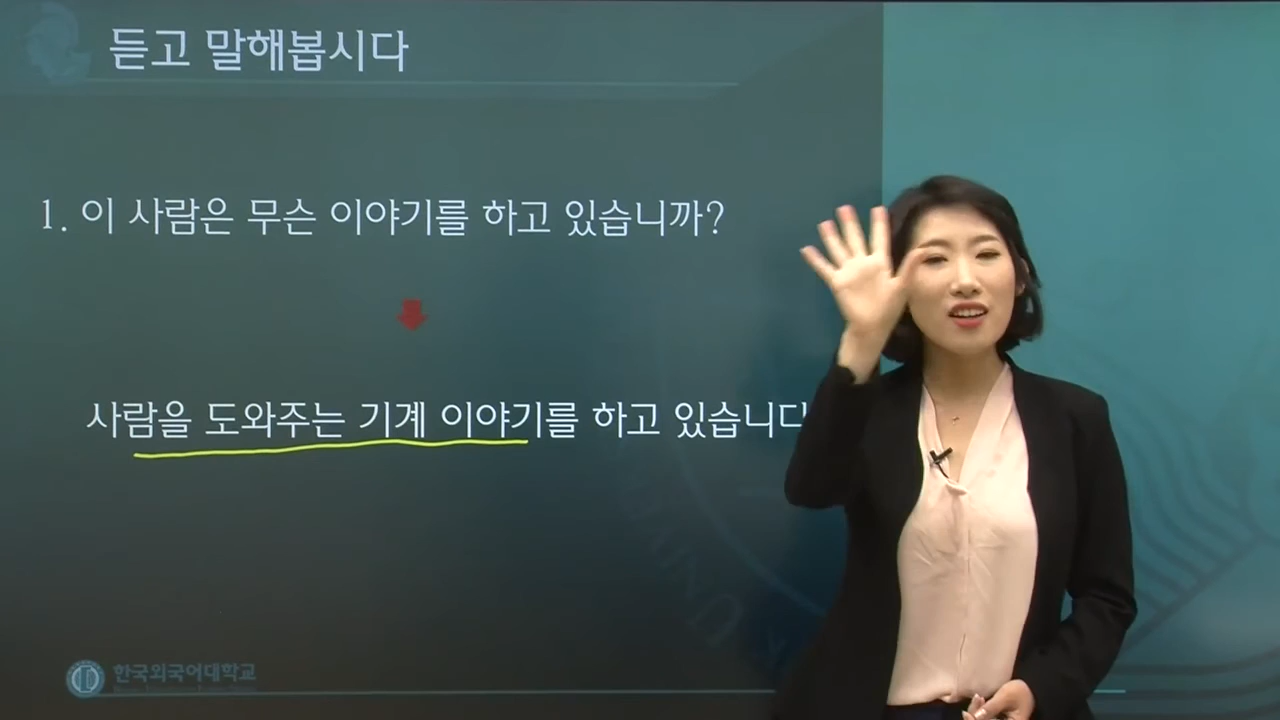 듣고 말해봅시다
1. 이 사람은 무슨 이야기를 하고 있습니까?
사람을 도와주는 기계 이야기를 하고 있습니다
한국외국어대학교